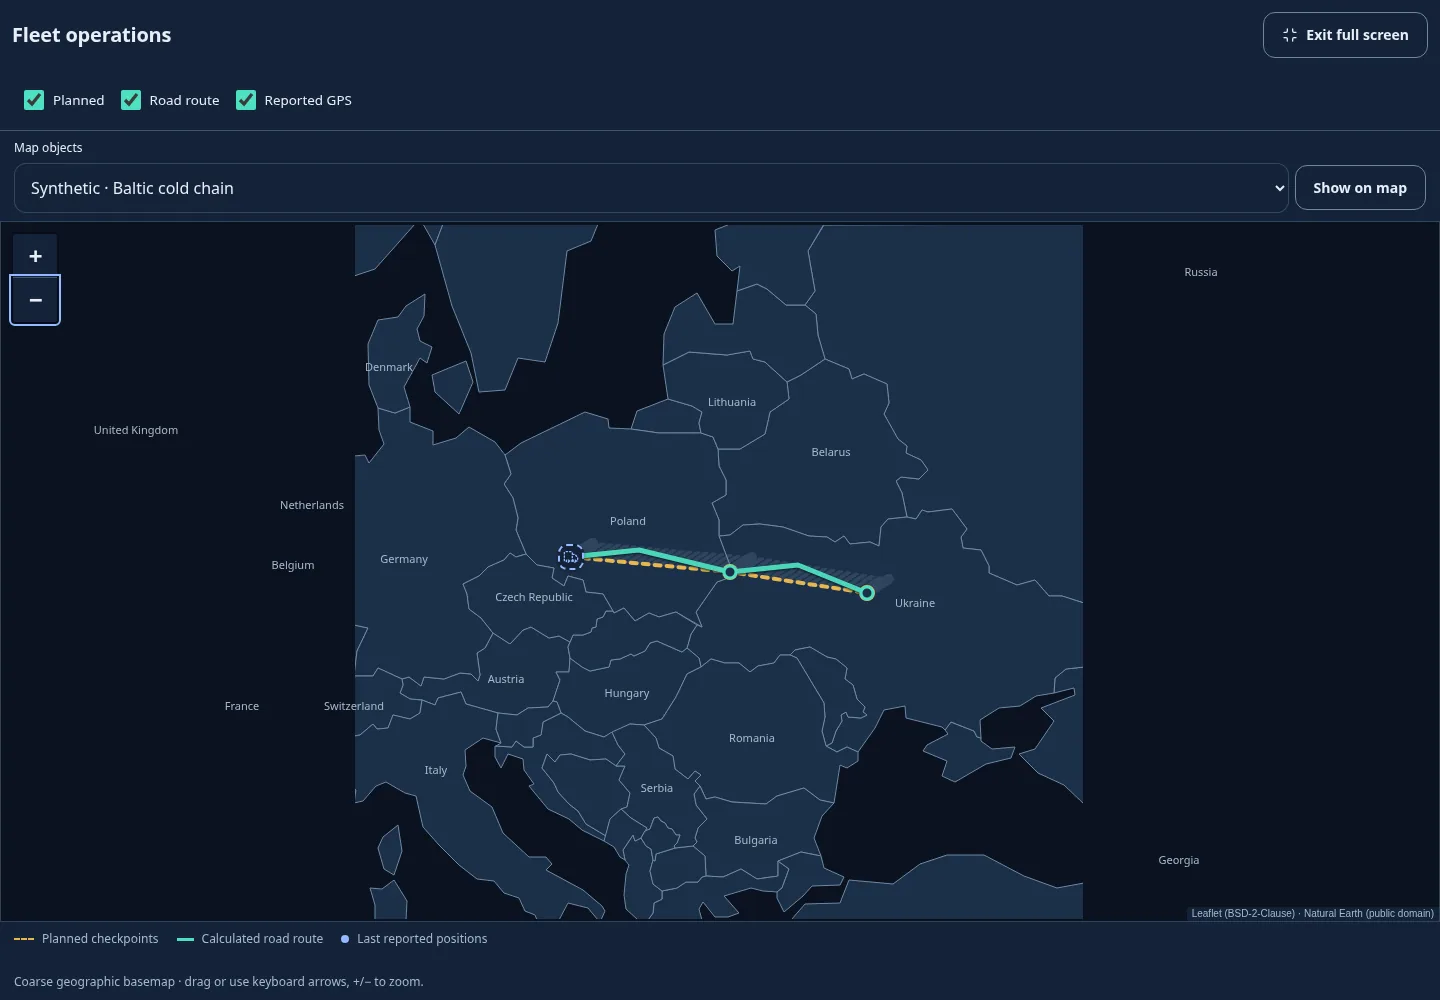 Fleet operations
Exit full screen
Planned
Road route
Reported GPS
Map objects
Synthetic · Baltic cold chain
Show on map
+
−
Russia
Denmark
Lithuania
United Kingdom
Belarus
Netherlands
Poland
Germany
Belgium
Czech Republic
Ukraine
Austria
Hungary
France
Switzerland
Romania
Italy
Serbia
Bulgaria
Georgia
Leaflet (BSD-2-Clause) · Natural Earth (public domain)
Planned checkpoints
Calculated road route
Last reported positions
Coarse geographic basemap · drag or use keyboard arrows, +/− to zoom.